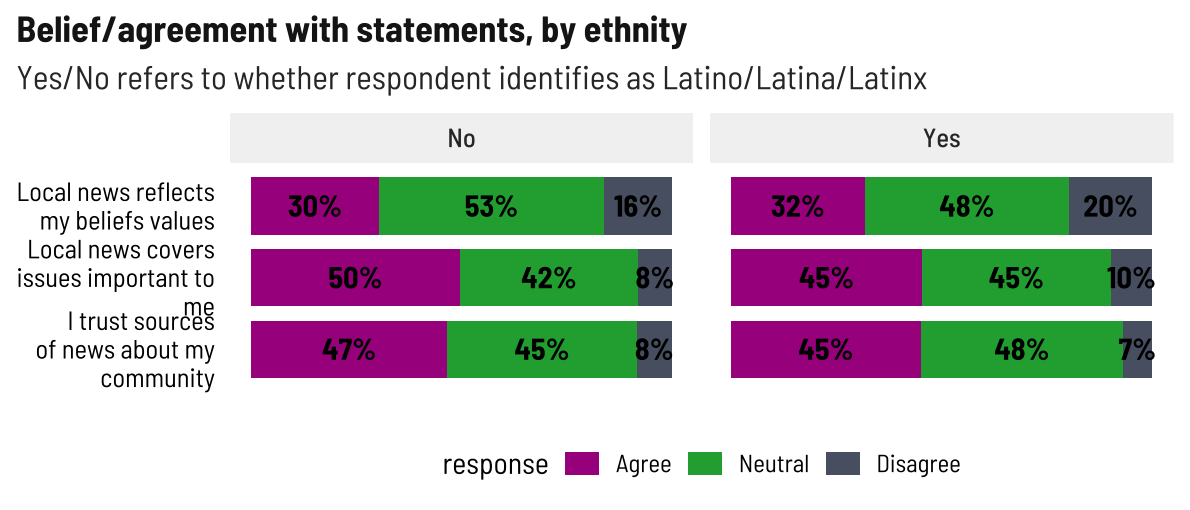 Belief/agreement with statements, by ethnity
Yes/No refers to whether respondent identifies as Latino/Latina/Latinx
No
Yes
Local news reflects
my beliefs values
30%
53%
16%
32%
48%
20%
Local news covers
issues important to
me
50%
42%
8%
45%
45%
10%
I trust sources
of news about my
community
47%
45%
8%
45%
48%
7%
response
Agree
Neutral
Disagree